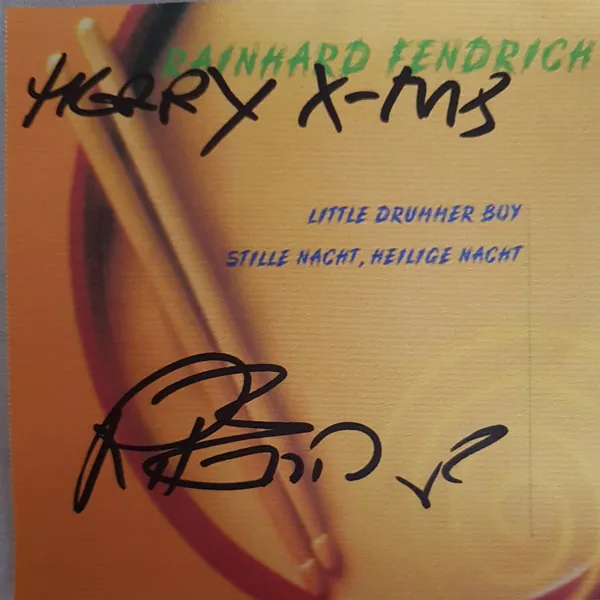 RAINHARD FENDRICH
MERRY X-MAS
LITTLE DRUMMER BOY
STILLE NACHT, HEILIGE NACHT